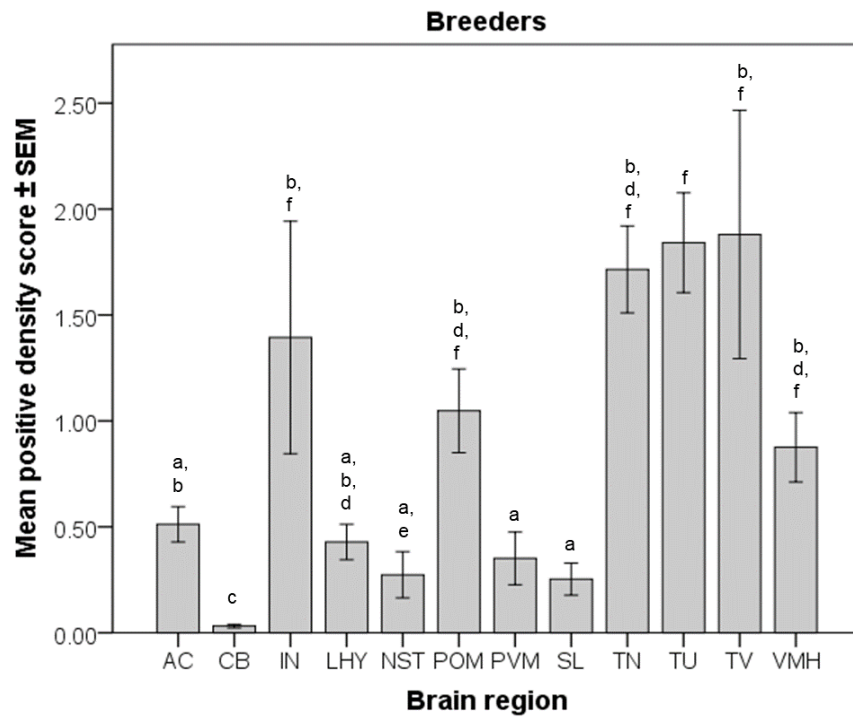 Breeders
Mean positive density score ± SEM
2.50
2.00
1.50
1.00
0.50
0.00
a,
b
c
b,
f
a,
b,
d
a,
e
b,
d,
f
a
a
b,
d,
f
f
b,
f
b,
d,
f
AC CB IN LHY NST POM PVM SL TN TU TV VMH
Brain region